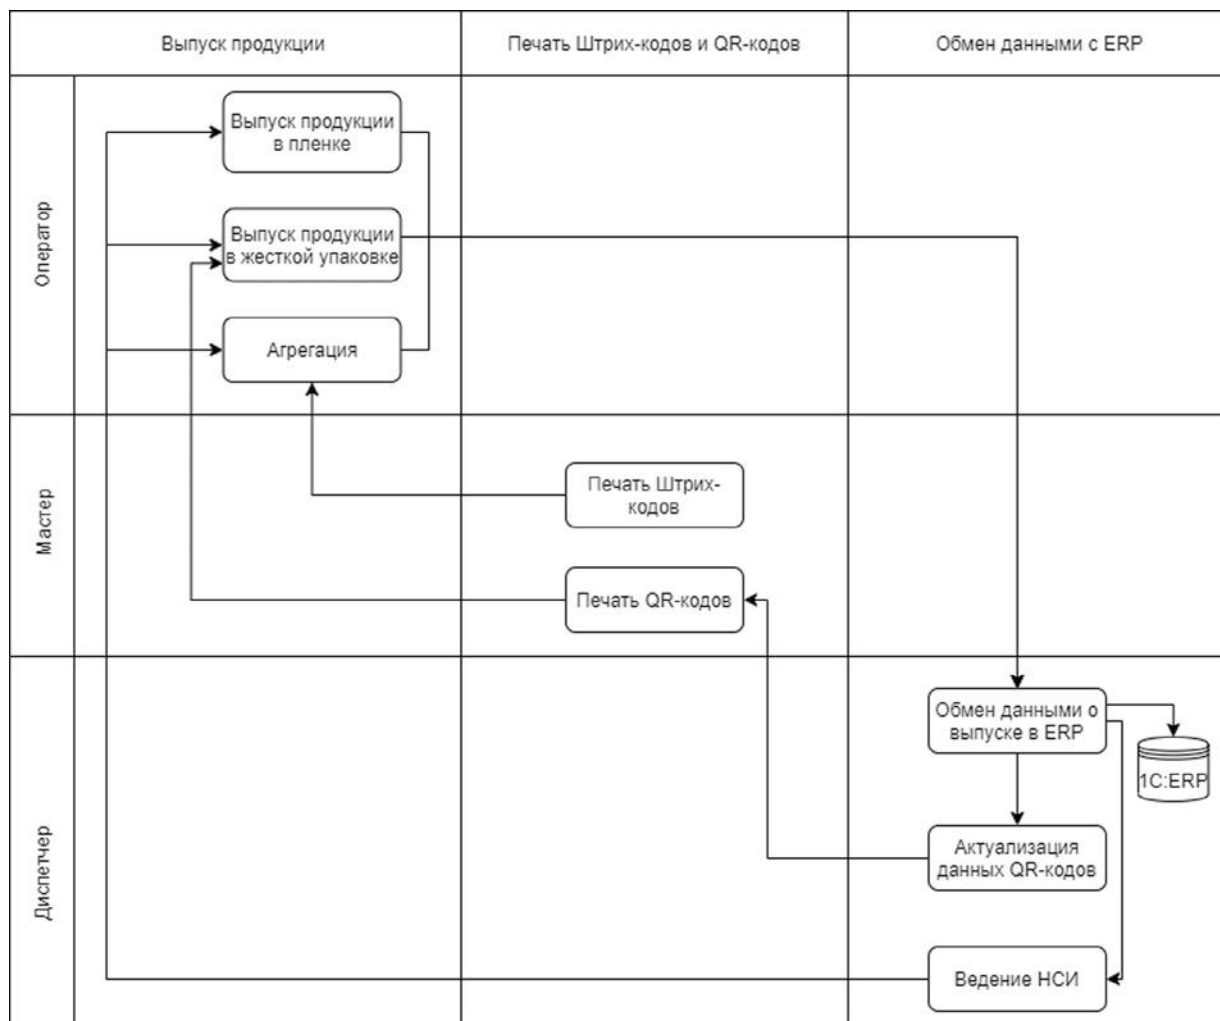 Выпуск продукции
Печать Штрих-кодов и QR-кодов
Обмен данными с ERP
Оператор
Выпуск продукции
в пленке
Выпуск продукции
в жесткой упаковке
Агрегация
Мастер
Печать Штрих-
кодов
Печать QR-кодов
Диспетчер
Обмен данными о
выпуске в ERP
1С:ERP
Актуализация
данных QR-кодов
Ведение НСИ